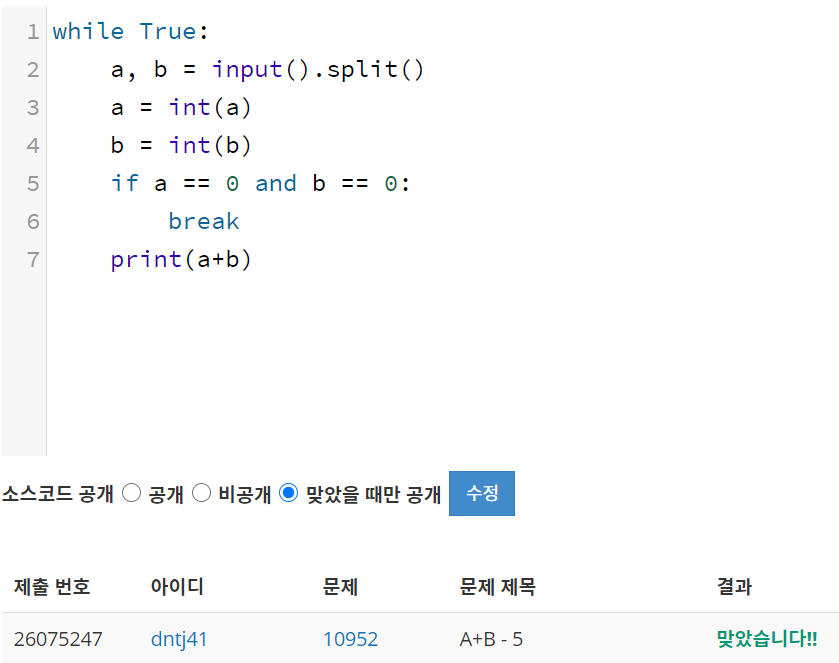 1 while True:
2     a, b = input().split()
3     a = int(a)
4     b = int(b)
5     if a == 0 and b == 0:
6         break
7     print(a+b)
소스코드 공개 공개 비공개 맞았을 때만 공개 수정
제출 번호 아이디 문제 문제 제목 결과
26075247 dntj41 10952 A+B - 5 맞았습니다!!